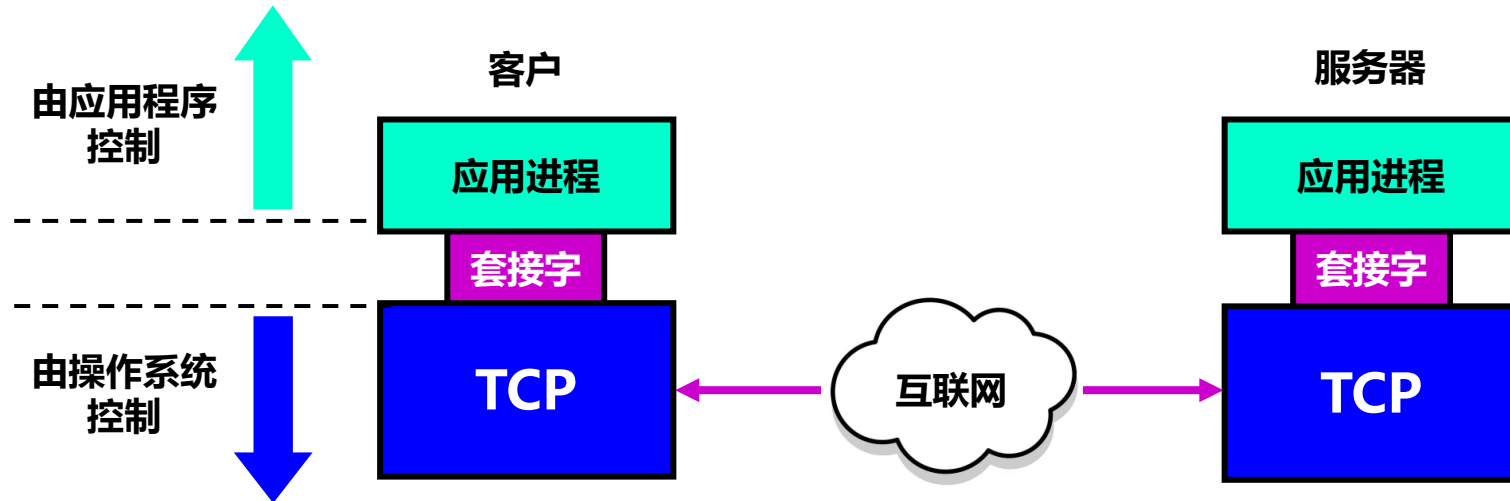 由应用程序
控制
由操作系统
控制
客户
应用进程
套接字
TCP
互联网
服务器
应用进程
套接字
TCP